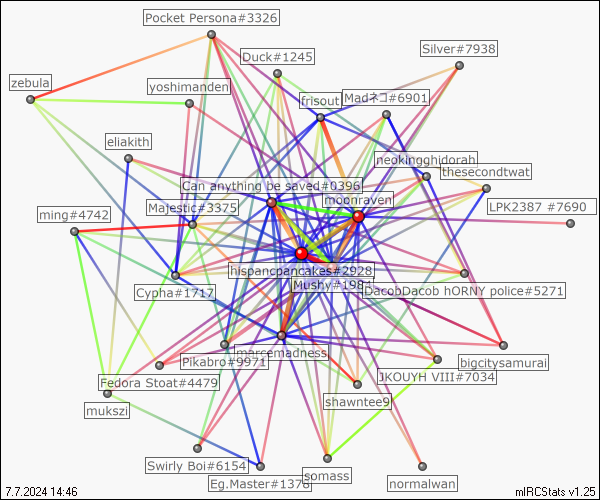 Pocket Persona#3326
Silver#7938
Duck#1245
zebula
yoshimanden
frisout
Madネコ#6901
eliakith
neokingghidorah
thesecondtwat
Can anything be saved#0396
moonraven
LPK2387 #7690
Majestic#3375
ming#4742
hispancpancakes#2928
Mushy#1984
Cypha#1717
DacobDacob hORNY police#5271
marcemadness
Pikabro#9971
bigcitysamurai
JKOUYH VIII#7034
Fedora Stoat#4479
shawntee9
mukszi
Swirly Boi#6154
somass
Eg.Master#1378
normalwan
7.7.2024 14:46
mIRCStats v1.25